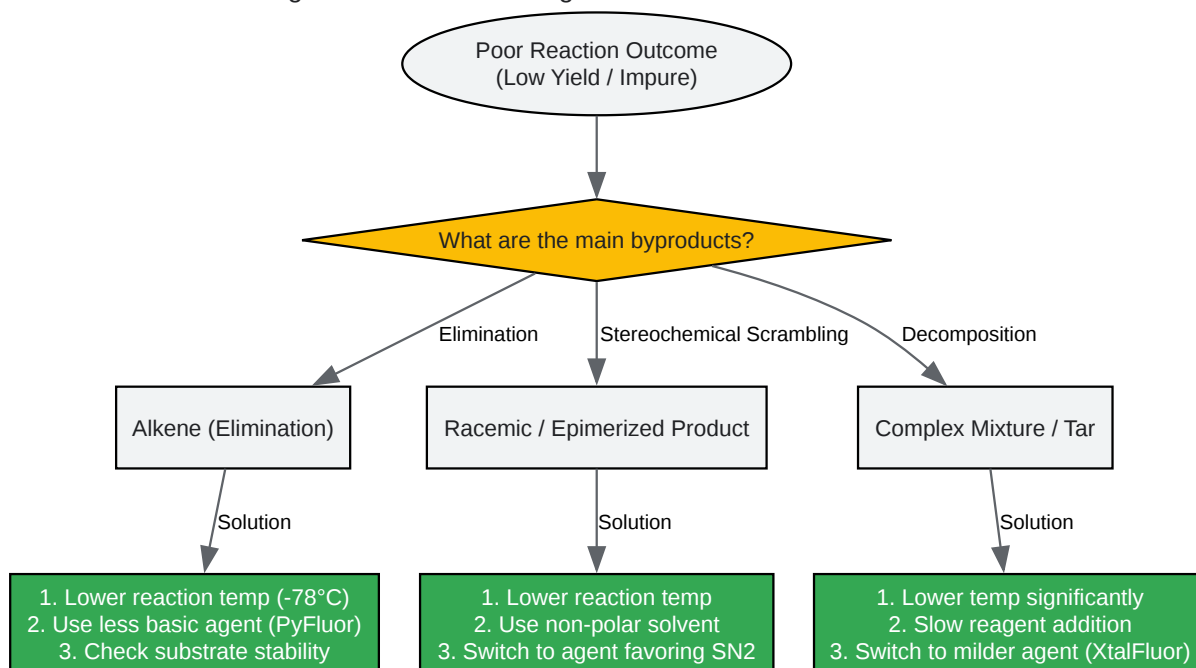 Poor Reaction Outcome
(Low Yield / Impure)
What are the main byproducts?
Elimination
Stereochemical Scrambling
Decomposition
Alkene (Elimination)
Racemic / Epimerized Product
Complex Mixture / Tar
Solution
Solution
Solution
1. Lower reaction temp (-78°C)
2. Use less basic agent (PyFluor)
3. Check substrate stability
1. Lower reaction temp
2. Use non-polar solvent
3. Switch to agent favoring SN2
1. Lower temp significantly
2. Slow reagent addition
3. Switch to milder agent (XtalFluor)